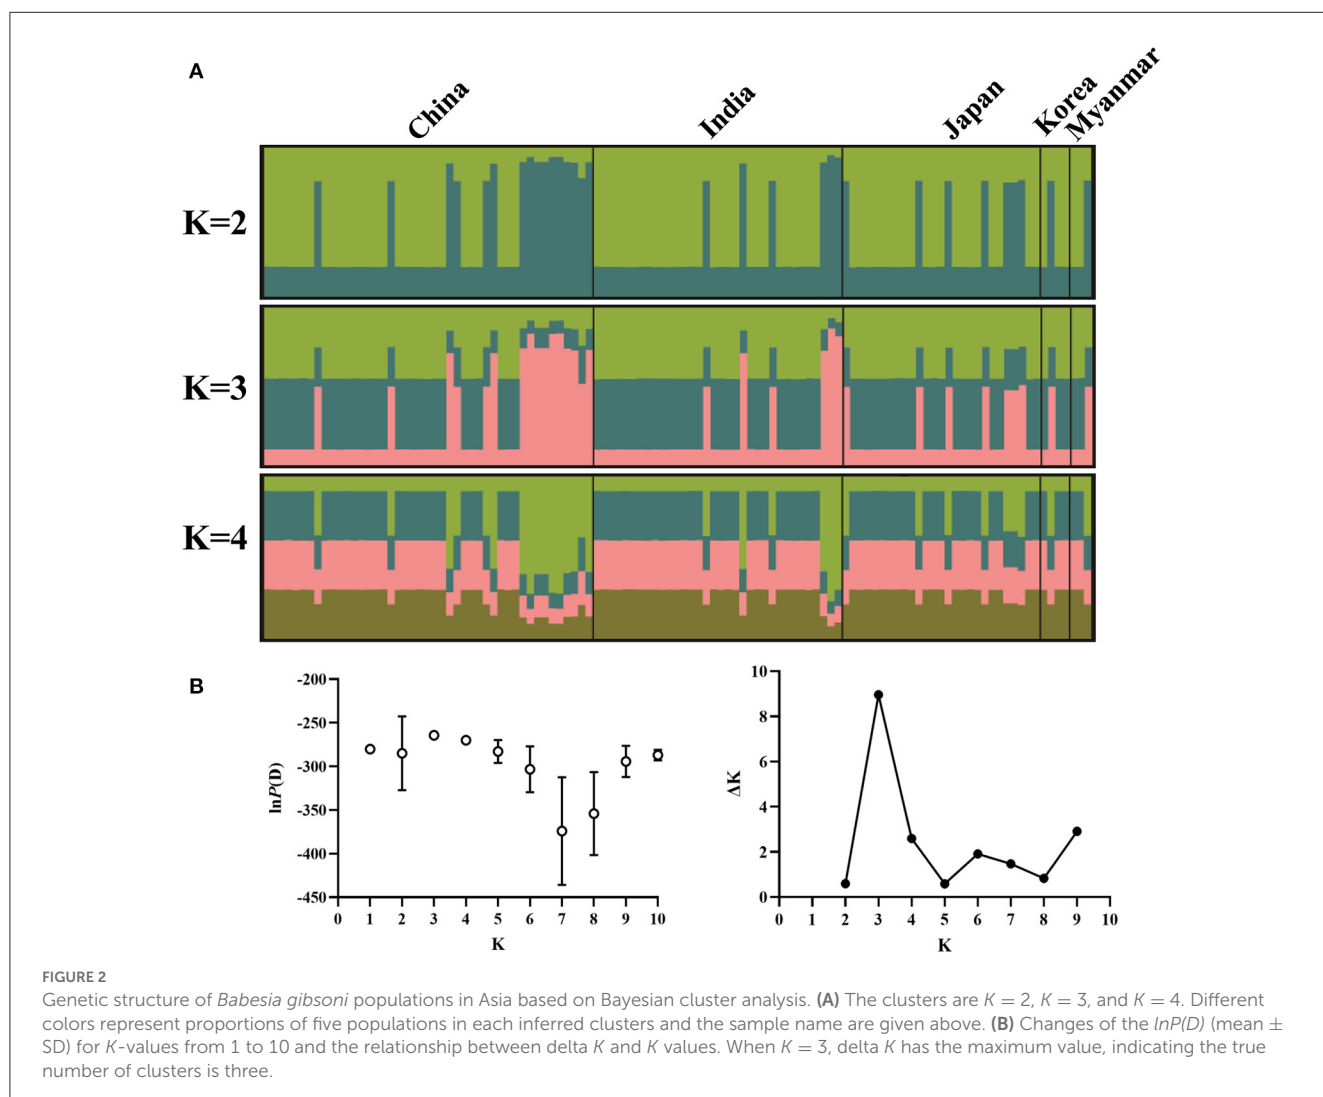 A
China
India
Japan
Korea
Myanmar
K=2
K=3
K=4
B
-200
-250
-300
-350
-400
-450
lnP(D)
0 1 2 3 4 5 6 7 8 9 10
K
10
8
6
4
2
0
ΔK
0 1 2 3 4 5 6 7 8 9 10
K
FIGURE 2
Genetic structure of Babesia gibsoni populations in Asia based on Bayesian cluster analysis. (A) The clusters are K = 2, K = 3, and K = 4. Different
colors represent proportions of five populations in each inferred clusters and the sample name are given above. (B) Changes of the lnP(D) (mean ±
SD) for K-values from 1 to 10 and the relationship between delta K and K values. When K = 3, delta K has the maximum value, indicating the true
number of clusters is three.